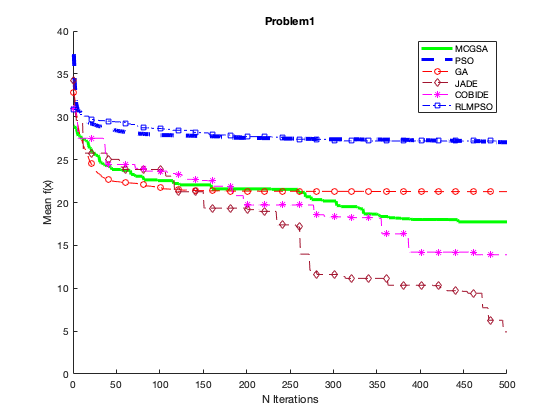 Problem1
40
35
30
25
20
15
10
5
0
Mean f(x)
MCGSA
PSO
GA
JADE
COBIDE
RLMPSO
0 50 100 150 200 250 300 350 400 450 500
N Iterations